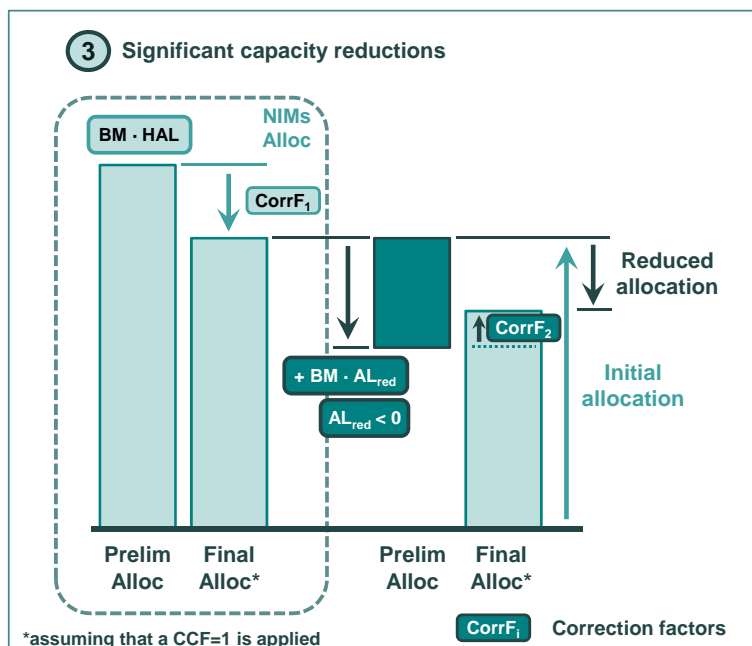 3 Significant capacity reductions
NIMs
Alloc
BM · HAL
CorrF₁
Reduced
allocation
CorrF₂
+ BM · ALred
ALred < 0
Initial
allocation
Prelim
Alloc
Final
Alloc*
Prelim
Alloc
Final
Alloc*
*assuming that a CCF=1 is applied
CorrFᵢ Correction factors